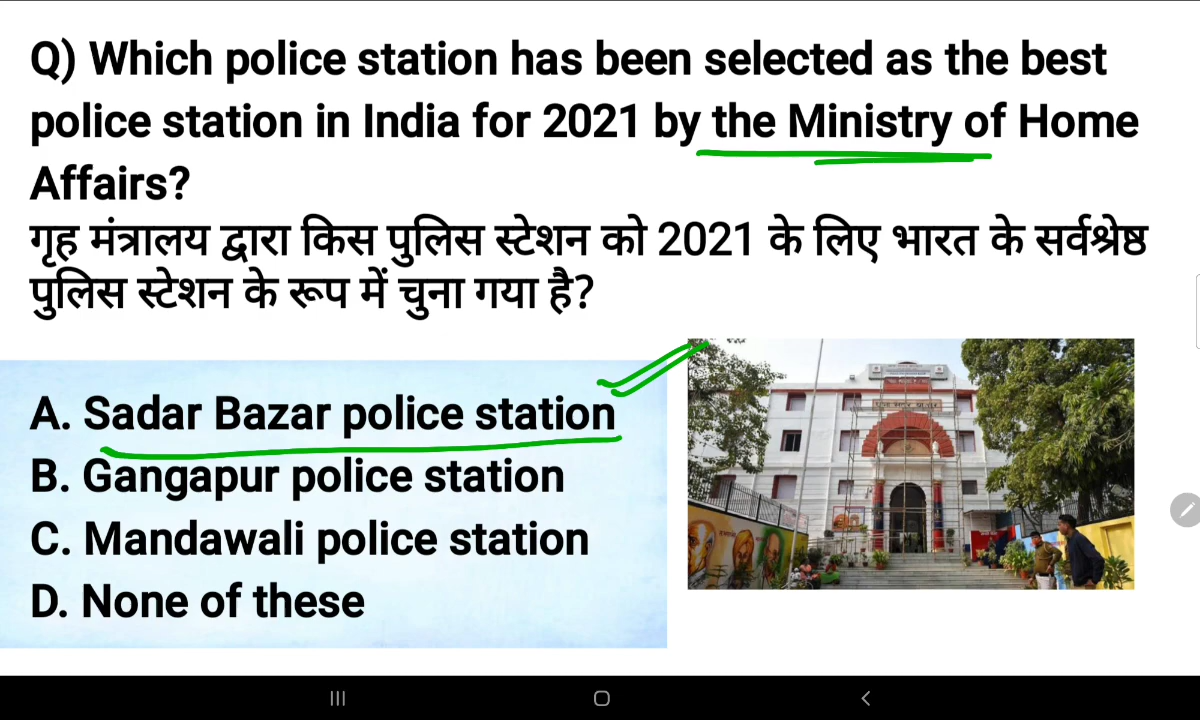 Q) Which police station has been selected as the best
police station in India for 2021 by the Ministry of Home
Affairs?
गृह मंत्रालय द्वारा किस पुलिस स्टेशन को 2021 के लिए भारत के सर्वश्रेष्ठ
पुलिस स्टेशन के रूप में चुना गया है?
A. Sadar Bazar police station
B. Gangapur police station
C. Mandawali police station
D. None of these